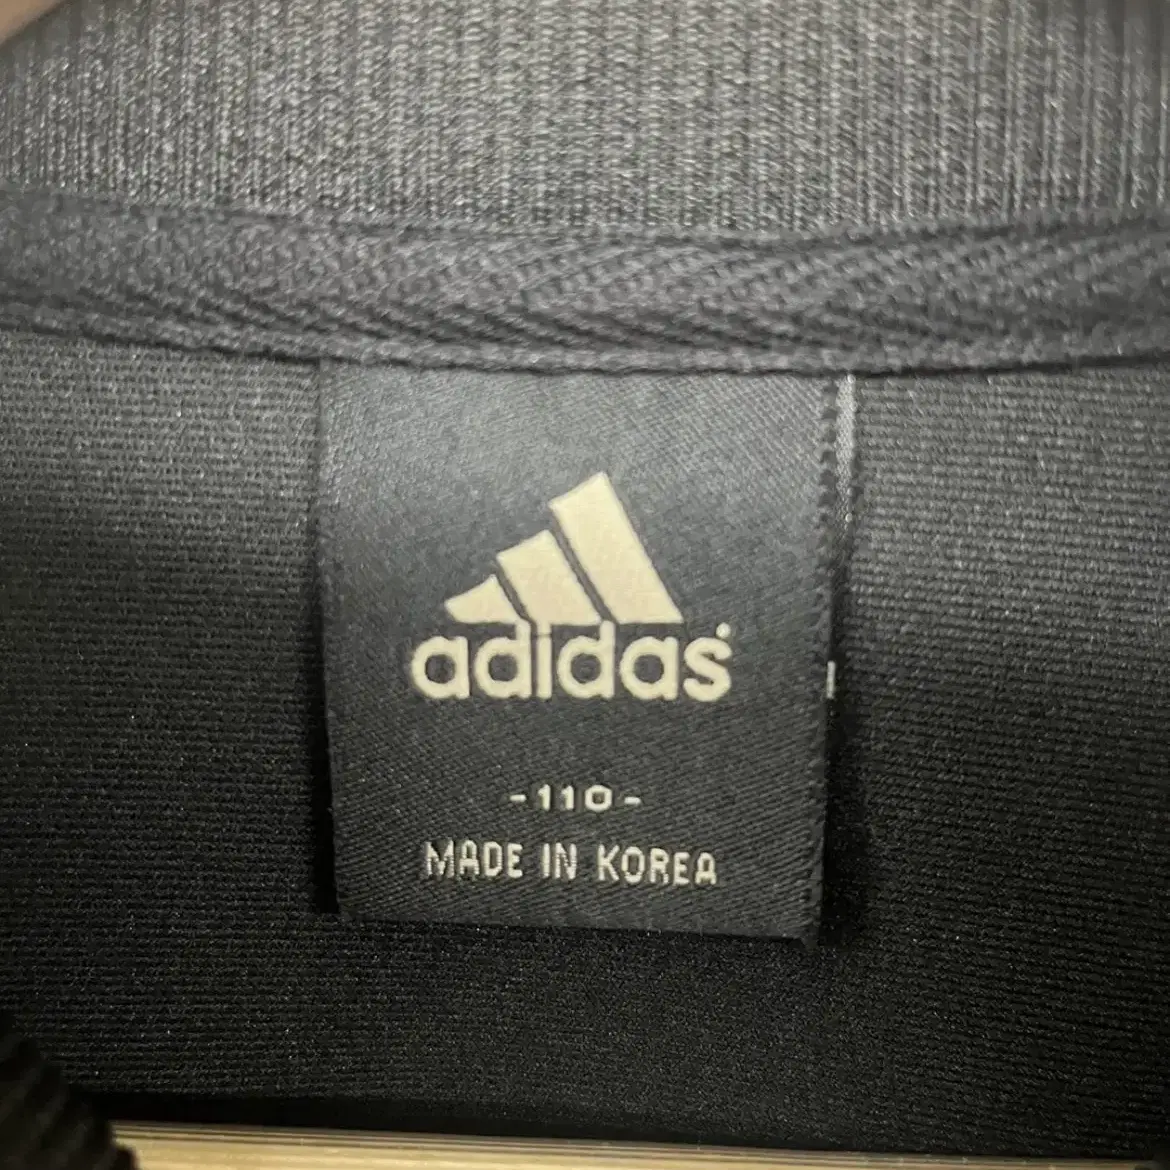 adidas®
-110-
MADE IN KOREA